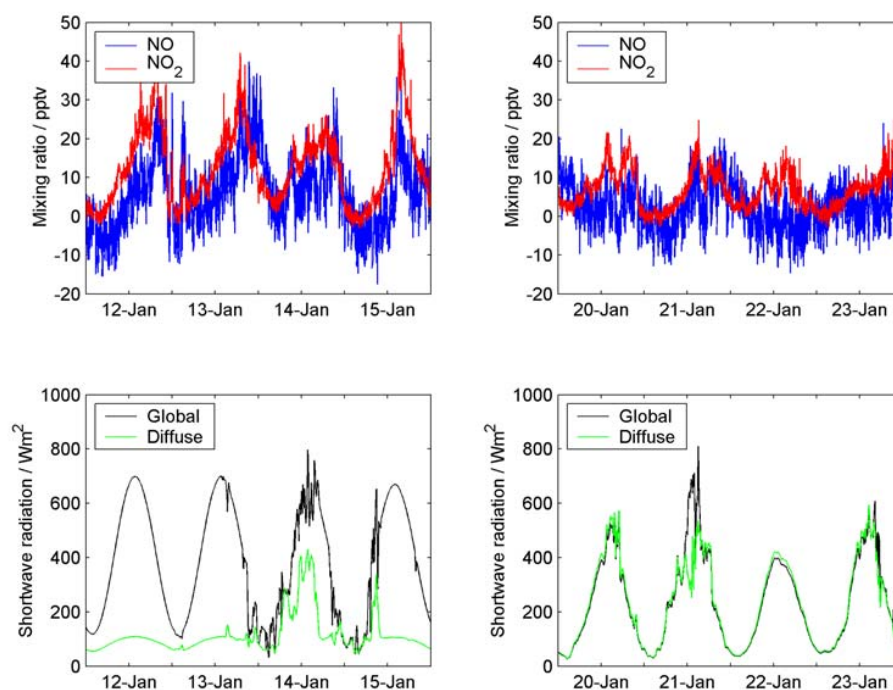 50
40
30
20
10
0
-10
-20
Mixing ratio / pptv
NO
NO2
12-Jan
13-Jan
14-Jan
15-Jan
50
40
30
20
10
0
-10
-20
Mixing ratio / pptv
NO
NO2
20-Jan
21-Jan
22-Jan
23-Jan
1000
800
600
400
200
0
Shortwave radiation / Wm2
Global
Diffuse
12-Jan
13-Jan
14-Jan
15-Jan
1000
800
600
400
200
0
Shortwave radiation / Wm2
Global
Diffuse
20-Jan
21-Jan
22-Jan
23-Jan